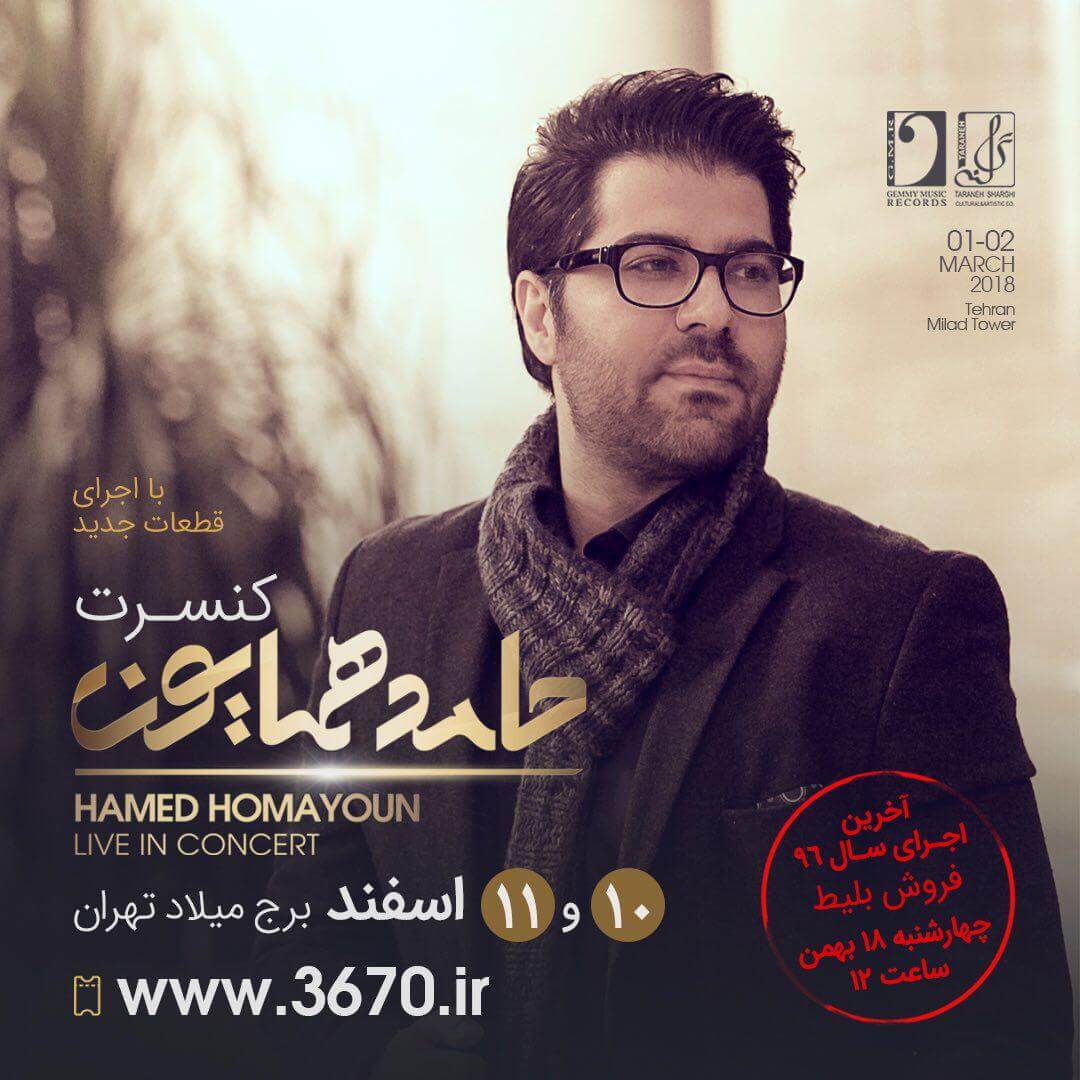 G.M.R
GEMMY MUSIC
RECORDS
TARANEH
TARANEH SHARGHI
CULTURAL&ARTISTIC CO.
01-02
MARCH
2018
Tehran
Milad Tower
با اجرای
قطعات جدید
کنسرت
حامد همایون
HAMED HOMAYOUN
LIVE IN CONCERT
۱۰ و ۱۱ اسفند برج میلاد تهران
www.3670.ir
آخرین
اجرای سال ۹۶
فروش بلیط
چهارشنبه ۱۸ بهمن
ساعت ۱۲